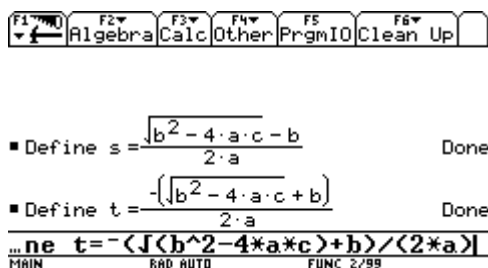 F1 F2 Algebra F3 Calc F4 Other F5 PrgmIO F6 Clean Up
▪ Define s = (√(b² - 4·a·c) - b)/(2·a) Done
▪ Define t = -(√(b² - 4·a·c) + b)/(2·a) Done
…ne t=⁻(√(b^2-4*a*c)+b)/(2*a)
MAIN RAD AUTO FUNC 2/99